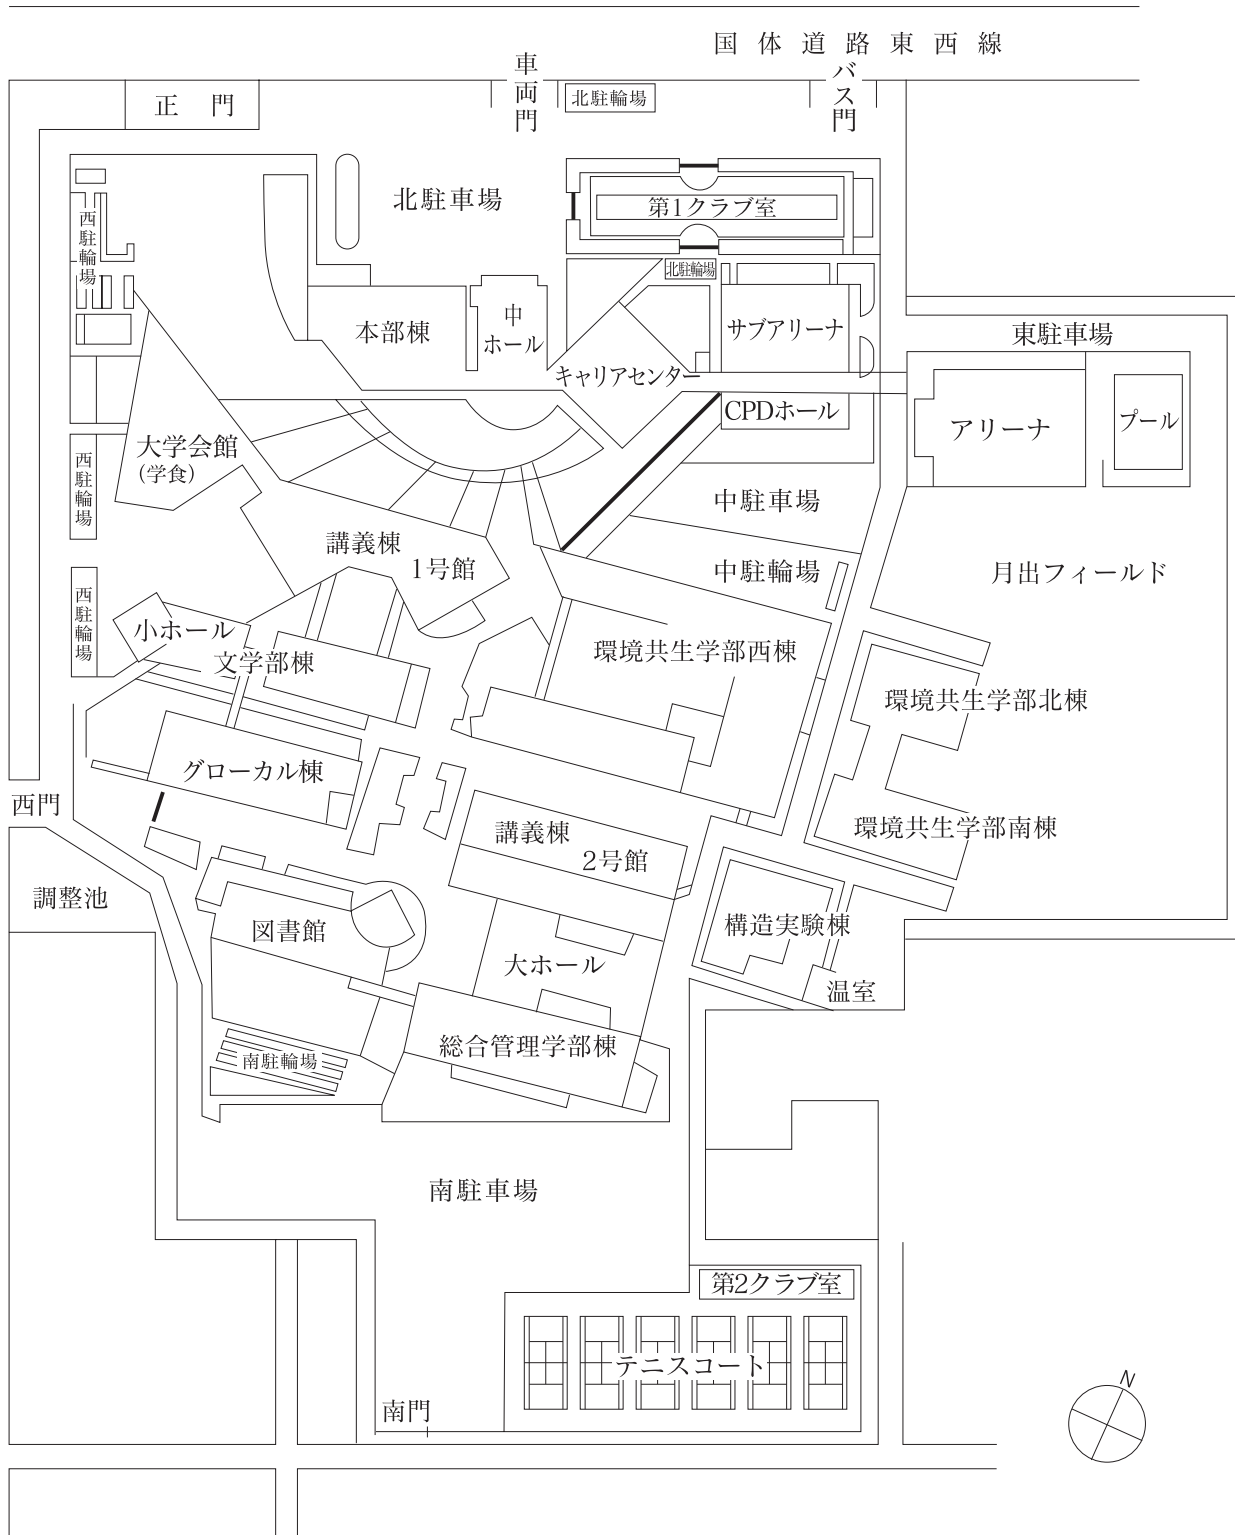 国体道路東西線
正門
車両門
北駐輪場
バス門
北駐車場
第1クラブ室
西駐輪場
北駐輪場
本部棟
中
ホール
サブアリーナ
東駐車場
キャリアセンター
CPDホール
アリーナ
プール
大学会館
(学食)
西駐輪場
中駐車場
講義棟
1号館
中駐輪場
月出フィールド
西駐輪場
小ホール
文学部棟
環境共生学部西棟
環境共生学部北棟
グローカル棟
西門
講義棟
2号館
環境共生学部南棟
調整池
図書館
構造実験棟
大ホール
温室
総合管理学部棟
南駐輪場
南駐車場
第2クラブ室
テニスコート
南門
N